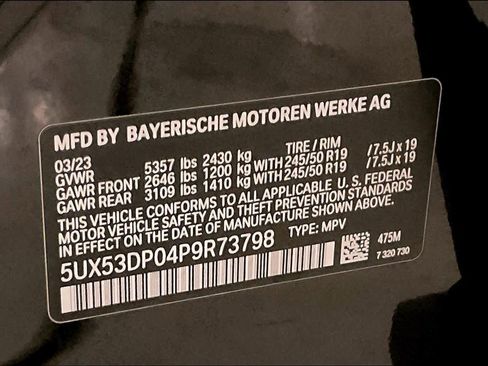 MFD BY BAYERISCHE MOTOREN WERKE AG
03/23 TIRE / RIM
GVWR 5357 lbs 2430 kg
GAWR FRONT 2646 lbs 1200 kg WITH 245/50 R19 /7.5J x 19
GAWR REAR 3109 lbs 1410 kg WITH 245/50 R19 /7.5J x 19
THIS VEHICLE CONFORMS TO ALL APPLICABLE U. S. FEDERAL
MOTOR VEHICLE SAFETY AND THEFT PREVENTION STANDARDS
IN EFFECT ON THE DATE OF MANUFACTURE SHOWN ABOVE.
5UX53DP04P9R73798 TYPE: MPV
475M
7 320 730